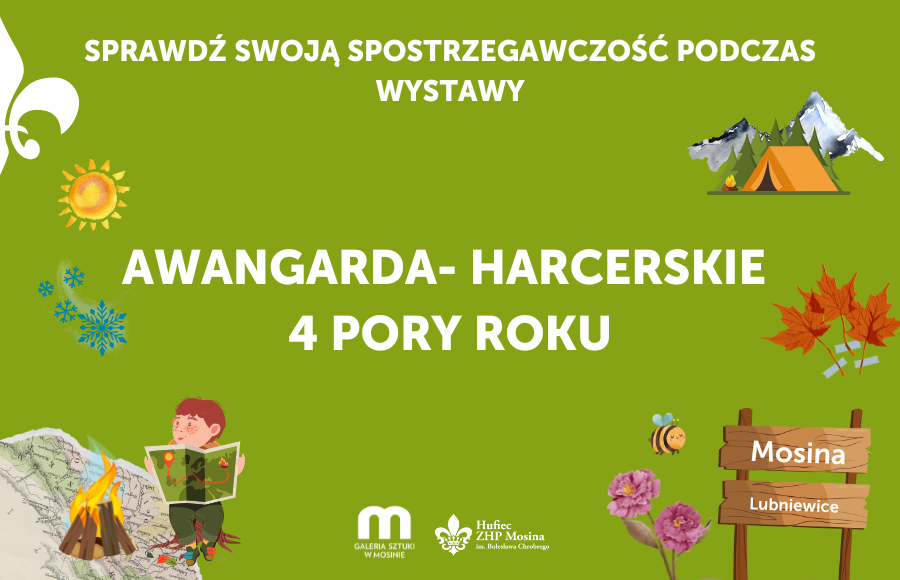 SPRAWDŹ SWOJĄ SPOSTRZEGAWCZOŚĆ PODCZAS
WYSTAWY
AWANGARDA- HARCERSKIE
4 PORY ROKU
Mosina
Lubniewice
m
GALERIA SZTUKI
W MOSINIE
Hufiec
ZHP Mosina
im. Bolesława Chrobrego